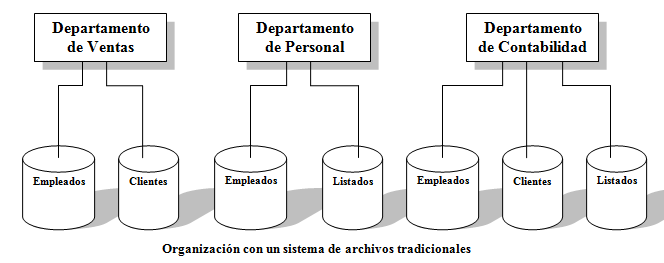 Departamento
de Ventas
Departamento
de Personal
Departamento
de Contabilidad
Empleados
Clientes
Empleados
Listados
Empleados
Clientes
Listados
Organización con un sistema de archivos tradicionales